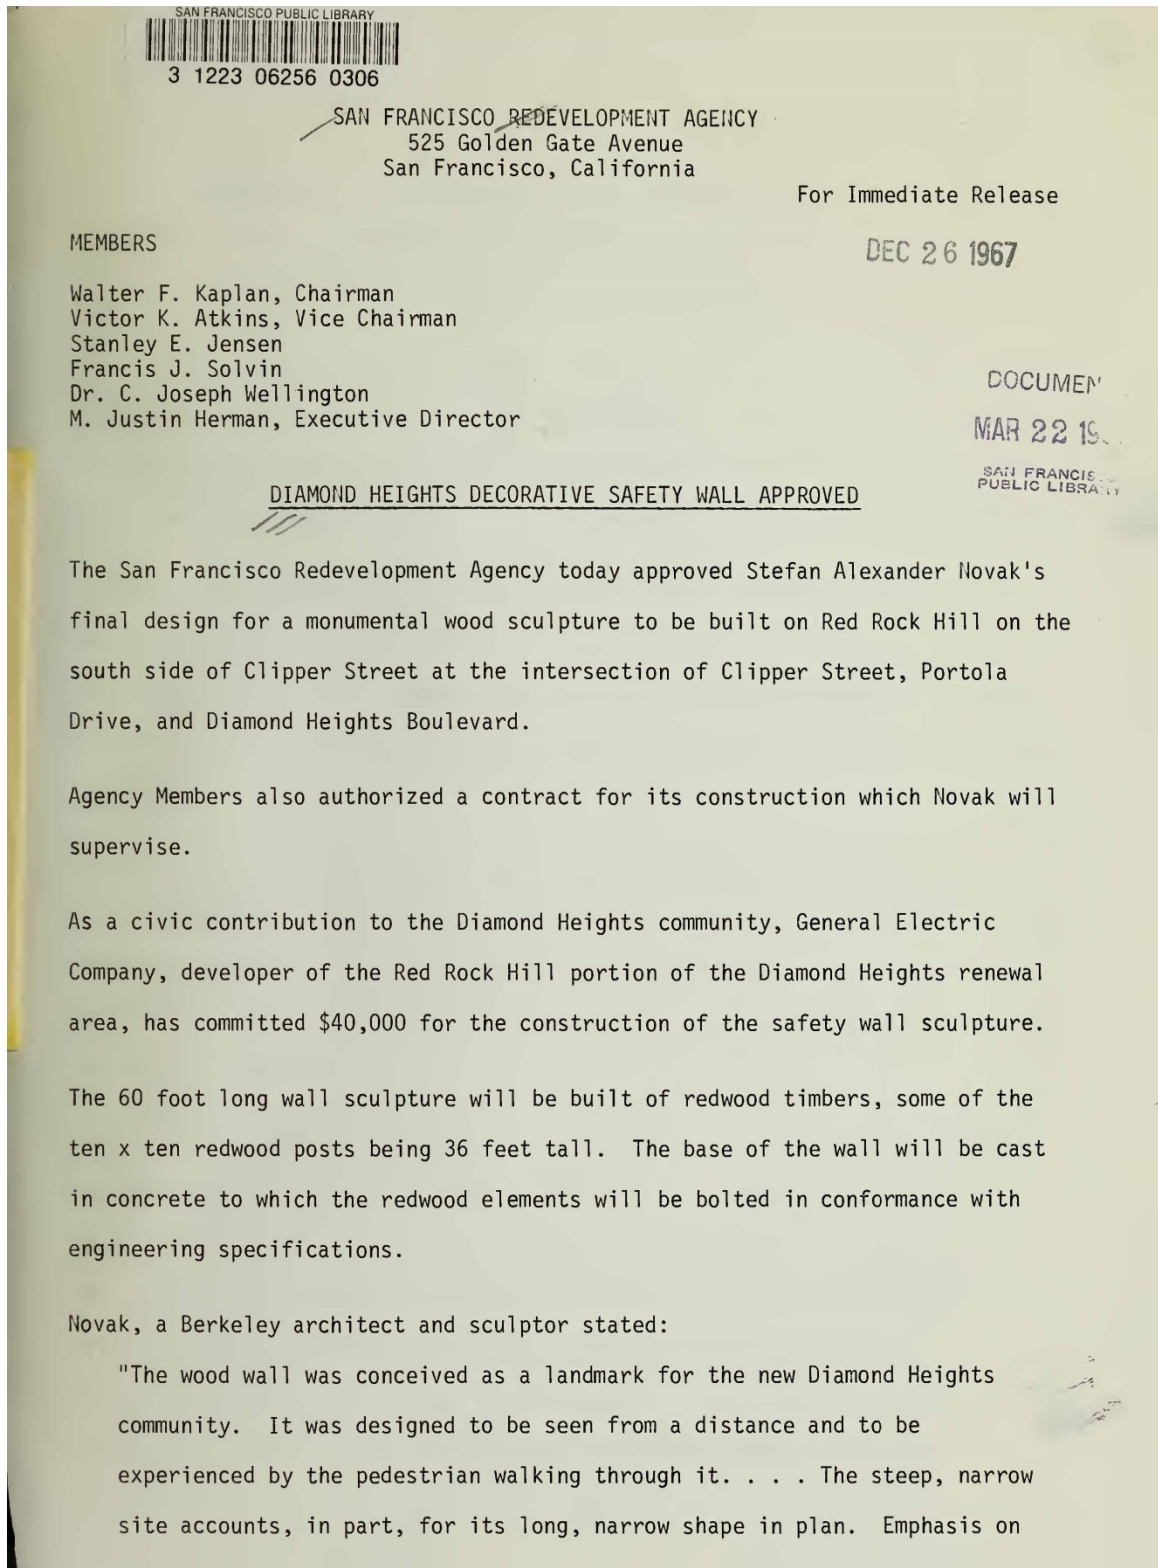 SAN FRANCISCO PUBLIC LIBRARY
3 1223 06256 0306
SAN FRANCISCO REDEVELOPMENT AGENCY
525 Golden Gate Avenue
San Francisco, California
For Immediate Release
MEMBERS
DEC 26 1967
Walter F. Kaplan, Chairman
Victor K. Atkins, Vice Chairman
Stanley E. Jensen
Francis J. Solvin
Dr. C. Joseph Wellington
M. Justin Herman, Executive Director
DOCUMEN
MAR 22 19
SAN FRANCIS
PUBLIC LIBRARY
DIAMOND HEIGHTS DECORATIVE SAFETY WALL APPROVED
The San Francisco Redevelopment Agency today approved Stefan Alexander Novak's
final design for a monumental wood sculpture to be built on Red Rock Hill on the
south side of Clipper Street at the intersection of Clipper Street, Portola
Drive, and Diamond Heights Boulevard.
Agency Members also authorized a contract for its construction which Novak will
supervise.
As a civic contribution to the Diamond Heights community, General Electric
Company, developer of the Red Rock Hill portion of the Diamond Heights renewal
area, has committed $40,000 for the construction of the safety wall sculpture.
The 60 foot long wall sculpture will be built of redwood timbers, some of the
ten x ten redwood posts being 36 feet tall. The base of the wall will be cast
in concrete to which the redwood elements will be bolted in conformance with
engineering specifications.
Novak, a Berkeley architect and sculptor stated:
"The wood wall was conceived as a landmark for the new Diamond Heights
community. It was designed to be seen from a distance and to be
experienced by the pedestrian walking through it. . . . The steep, narrow
site accounts, in part, for its long, narrow shape in plan. Emphasis on